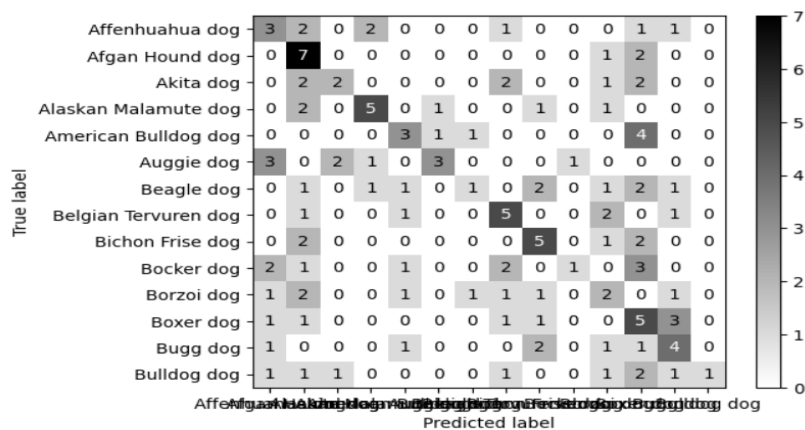 Affenhuahua dog 3 2 0 2 0 0 0 1 0 0 0 1 1 0
Afgan Hound dog 0 7 0 0 0 0 0 0 0 0 1 2 0 0
Akita dog 0 2 2 0 0 0 0 2 0 0 1 2 0 0
Alaskan Malamute dog 0 2 0 5 0 1 0 0 1 0 1 0 0 0
American Bulldog dog 0 0 0 0 3 1 1 0 0 0 0 4 0 0
Auggie dog 3 0 2 1 0 3 0 0 0 1 0 0 0 0
Beagle dog 0 1 0 1 1 0 1 0 2 0 1 2 1 0
Belgian Tervuren dog 0 1 0 0 1 0 0 5 0 0 2 0 1 0
Bichon Frise dog 0 2 0 0 0 0 0 0 5 0 1 2 0 0
Bocker dog 2 1 0 0 1 0 0 2 0 1 0 3 0 0
Borzoi dog 1 2 0 0 1 0 1 1 1 0 2 0 1 0
Boxer dog 1 1 0 0 0 0 0 1 1 0 0 5 3 0
Bugg dog 1 0 0 0 1 0 0 0 2 0 1 1 4 0
Bulldog dog 1 1 1 0 0 0 0 1 0 1 1 2 1 1
True label
Predicted label
7
6
5
4
3
2
1
0